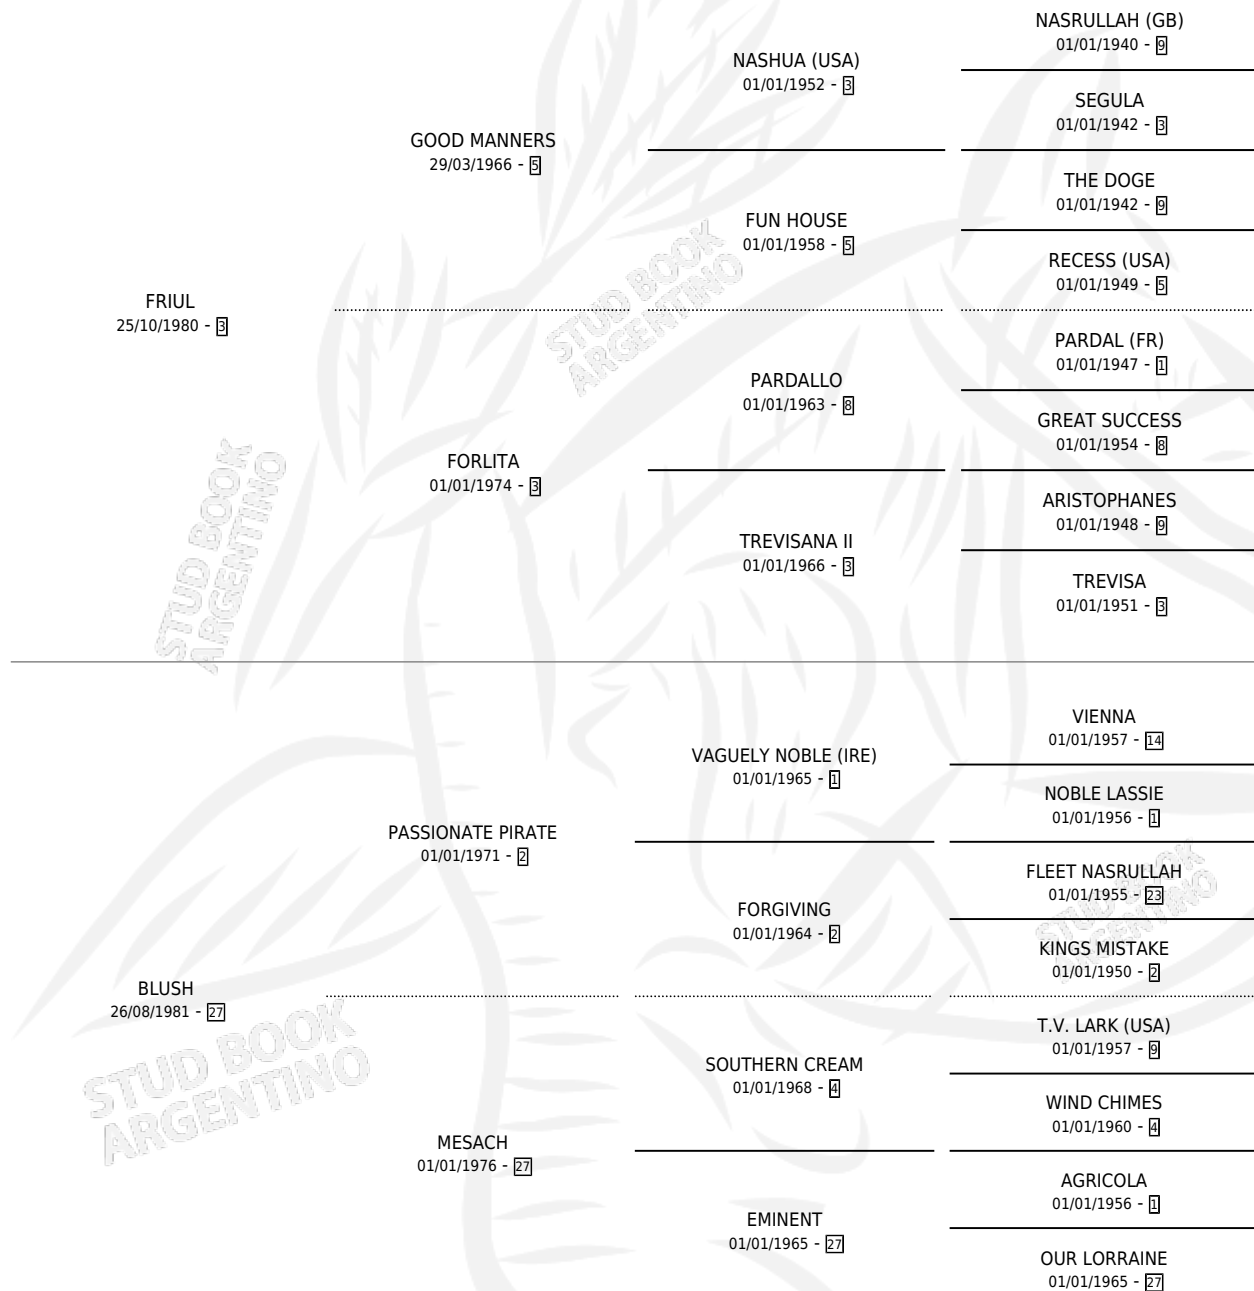 NASRULLAH (GB)
01/01/1940 - 9
NASHUA (USA)
01/01/1952 - 3
SEGULA
01/01/1942 - 3
GOOD MANNERS
29/03/1966 - 5
THE DOGE
01/01/1942 - 9
FUN HOUSE
01/01/1958 - 5
RECESS (USA)
01/01/1949 - 5
FRIUL
25/10/1980 - 3
PARDAL (FR)
01/01/1947 - 1
PARDALLO
01/01/1963 - 8
GREAT SUCCESS
01/01/1954 - 8
FORLITA
01/01/1974 - 3
ARISTOPHANES
01/01/1948 - 9
TREVISANA II
01/01/1966 - 3
TREVISA
01/01/1951 - 3
VIENNA
01/01/1957 - 14
VAGUELY NOBLE (IRE)
01/01/1965 - 1
NOBLE LASSIE
01/01/1956 - 1
PASSIONATE PIRATE
01/01/1971 - 2
FLEET NASRULLAH
01/01/1955 - 23
FORGIVING
01/01/1964 - 2
KINGS MISTAKE
01/01/1950 - 2
BLUSH
26/08/1981 - 27
T.V. LARK (USA)
01/01/1957 - 9
SOUTHERN CREAM
01/01/1968 - 4
WIND CHIMES
01/01/1960 - 4
MESACH
01/01/1976 - 27
AGRICOLA
01/01/1956 - 1
EMINENT
01/01/1965 - 27
OUR LORRAINE
01/01/1965 - 27
STUD BOOK
ARGENTINO
STUD BOOK
ARGENTINO
STUD BOOK
ARGENTINO
STUD BOOK
ARGENTINO